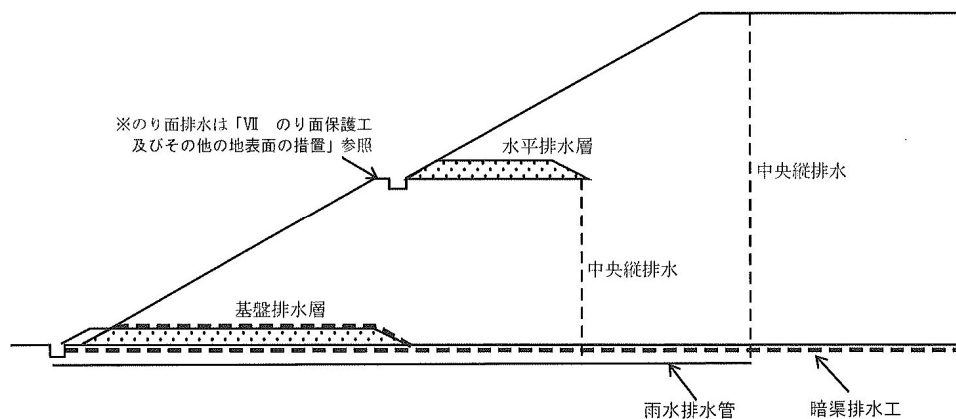 ※のり面排水は「Ⅶ　のり面保護工
及びその他の地表面の措置」参照
水平排水層
中央縦排水
中央縦排水
基盤排水層
雨水排水管
暗渠排水工